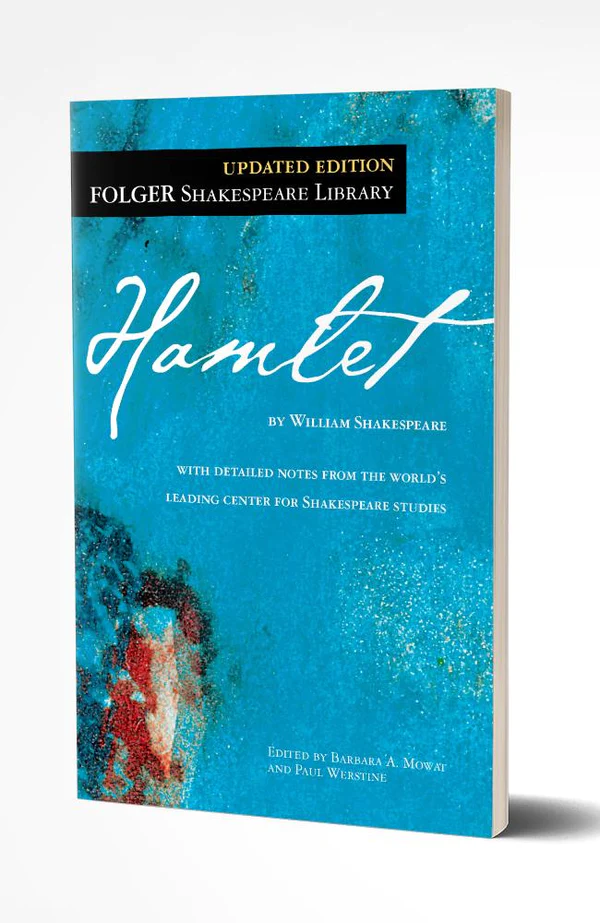 UPDATED EDITION
FOLGER SHAKESPEARE LIBRARY
Hamlet
BY WILLIAM SHAKESPEARE
WITH DETAILED NOTES FROM THE WORLD'S
LEADING CENTER FOR SHAKESPEARE STUDIES
EDITED BY BARBARA A. MOWAT
AND PAUL WERSTINE